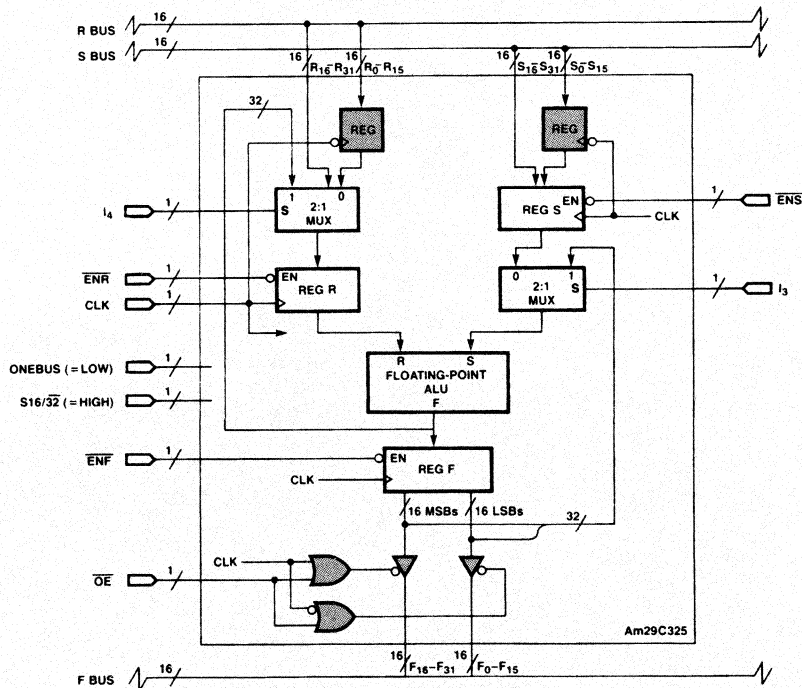 R BUS 16
S BUS 16
16 R16–R31 16 R0–R15
16 S16–S31 16 S0–S15
32
REG
REG
1 0
S 2:1
MUX
I4 1
EN
REG S
CLK
1 ENS
ENR 1
EN
REG R
CLK 1
0 1
2:1 S
MUX
1 I3
R S
FLOATING-POINT
ALU
F
ONEBUS (=LOW) 1
S16/32 (=HIGH) 1
ENF 1
EN
REG F
CLK
16 MSBs 16 LSBs
32
CLK
OE 1
Am29C325
16 F16–F31 16 F0–F15
F BUS 16